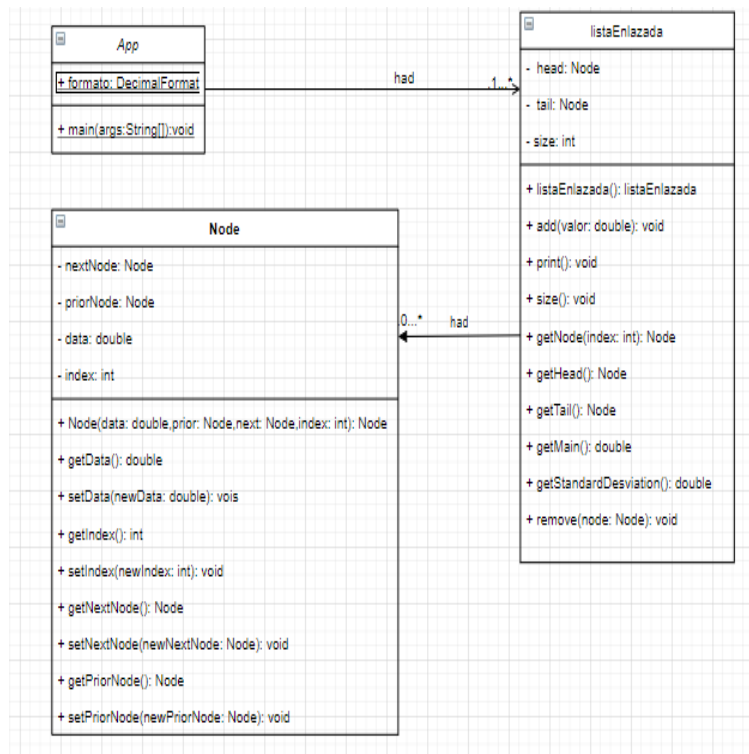 App
+ formato: DecimalFormat
+ main(args:String[]):void
had
.1...*
listaEnlazada
- head: Node
- tail: Node
- size: int
+ listaEnlazada(): listaEnlazada
+ add(valor: double): void
+ print(): void
+ size(): void
+ getNode(index: int): Node
+ getHead(): Node
+ getTail(): Node
+ getMain(): double
+ getStandardDesviation(): double
+ remove(node: Node): void
Node
- nextNode: Node
- priorNode: Node
- data: double
- index: int
+ Node(data: double,prior: Node,next: Node,index: int): Node
+ getData(): double
+ setData(newData: double): vois
+ getIndex(): int
+ setIndex(newIndex: int): void
+ getNextNode(): Node
+ setNextNode(newNextNode: Node): void
+ getPriorNode(): Node
+ setPriorNode(newPriorNode: Node): void
.0...*
had